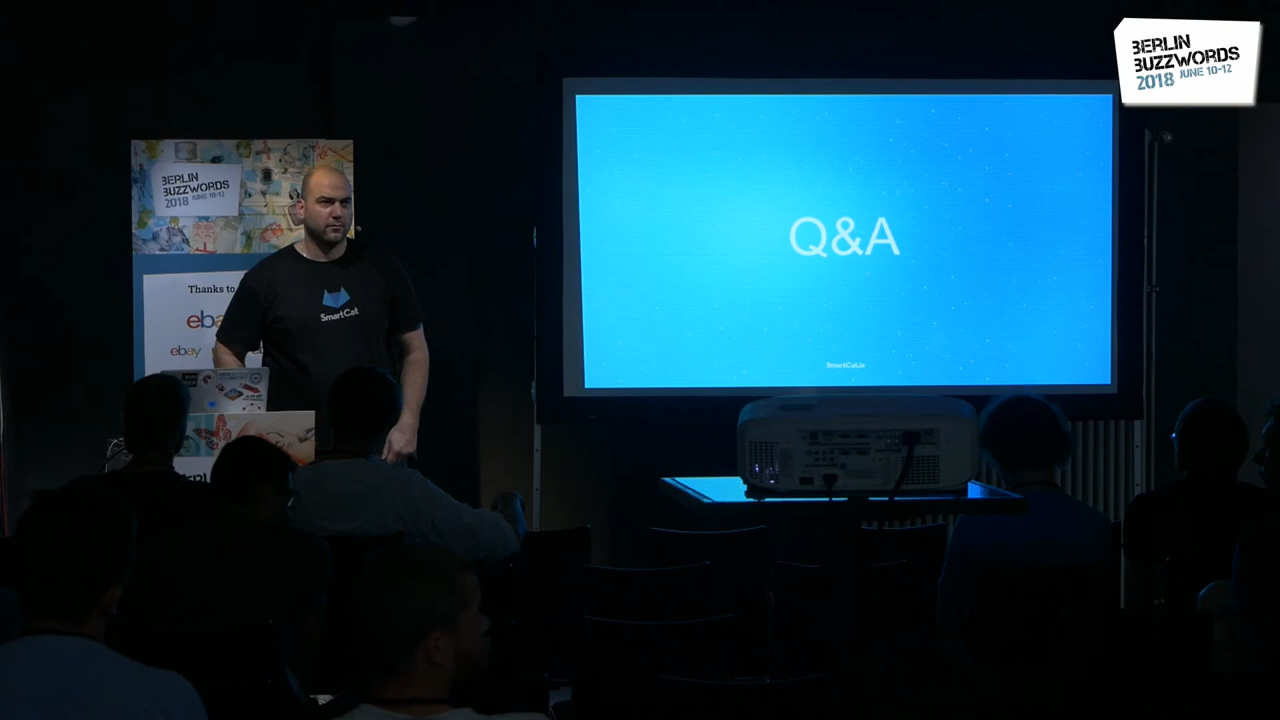 BERLIN
BUZZWORDS
2018 JUNE 10-12
BERLIN
BUZZWORDS
2018 JUNE 10-12
Thanks to
ebay
SmartCat
Q&A
SmartCat.io